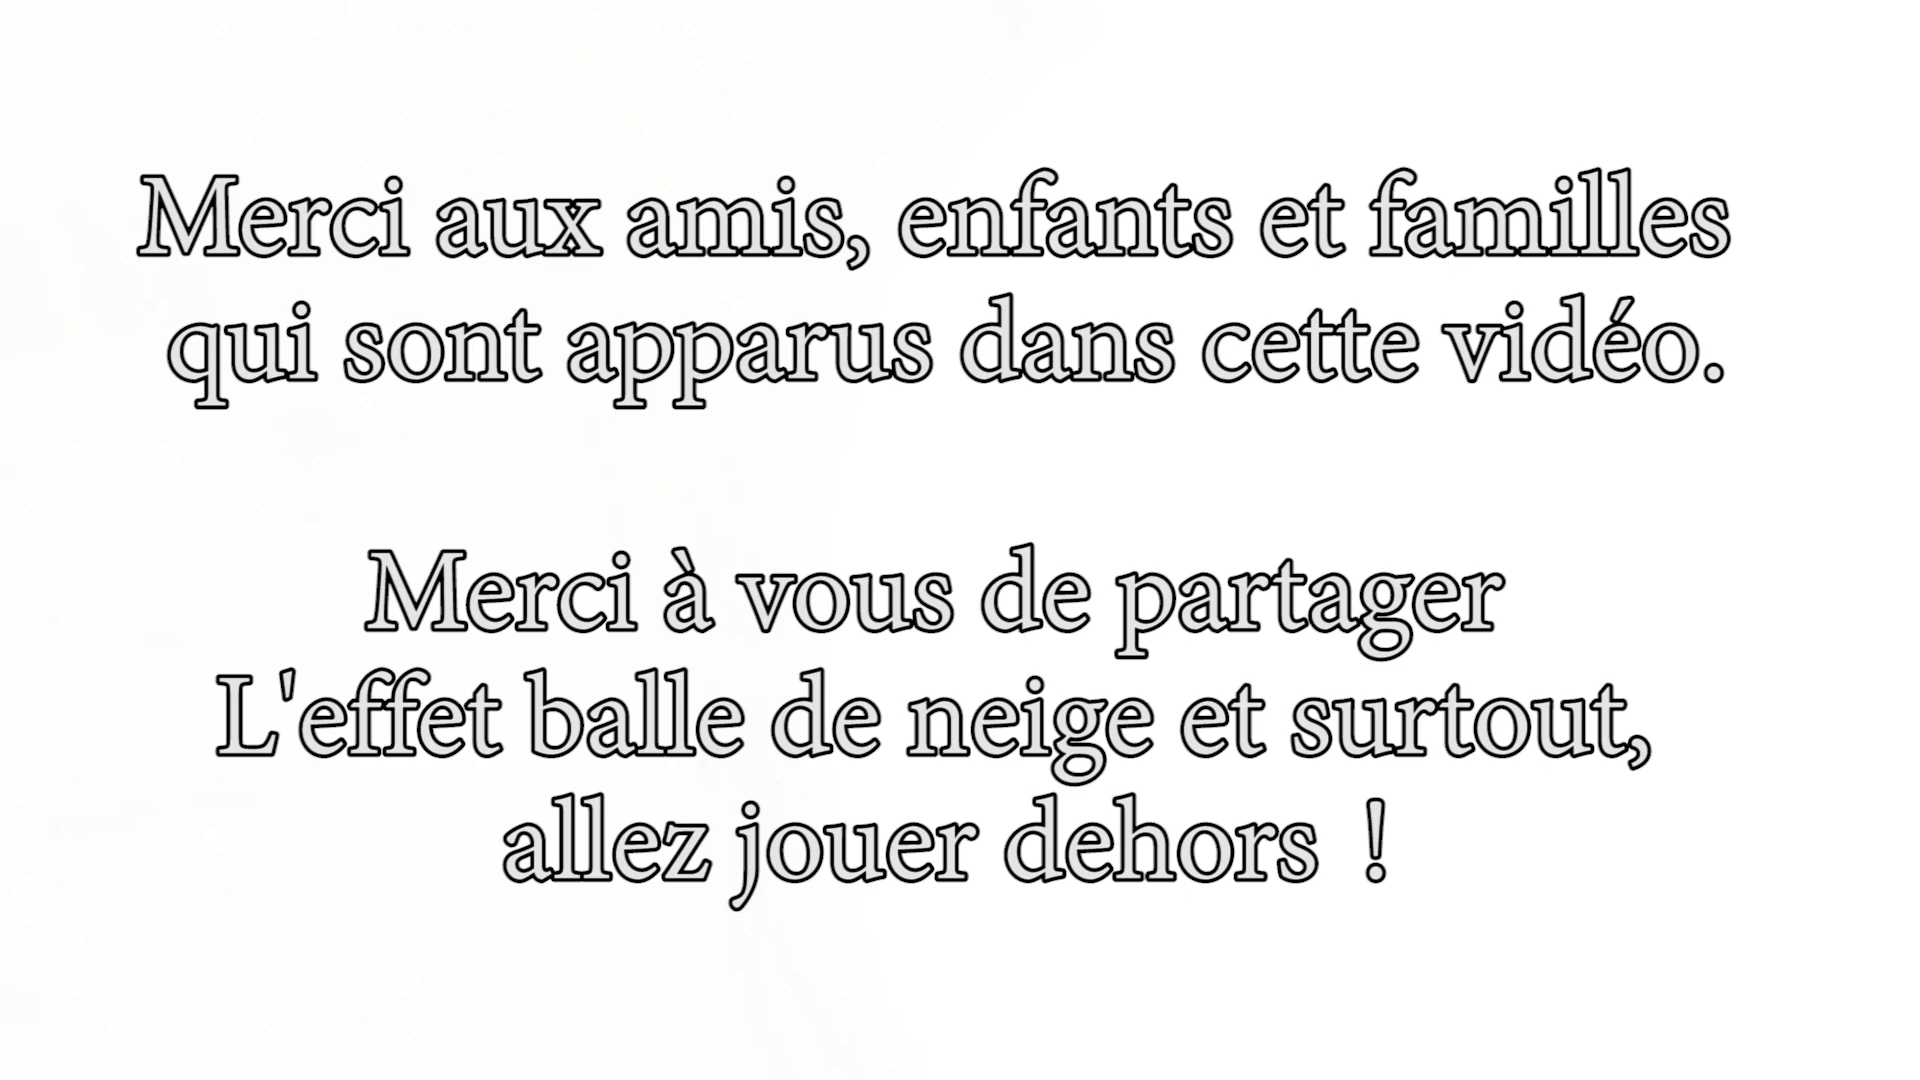 Merci aux amis, enfants et familles
qui sont apparus dans cette vidéo.
Merci à vous de partager
L'effet balle de neige et surtout,
allez jouer dehors !